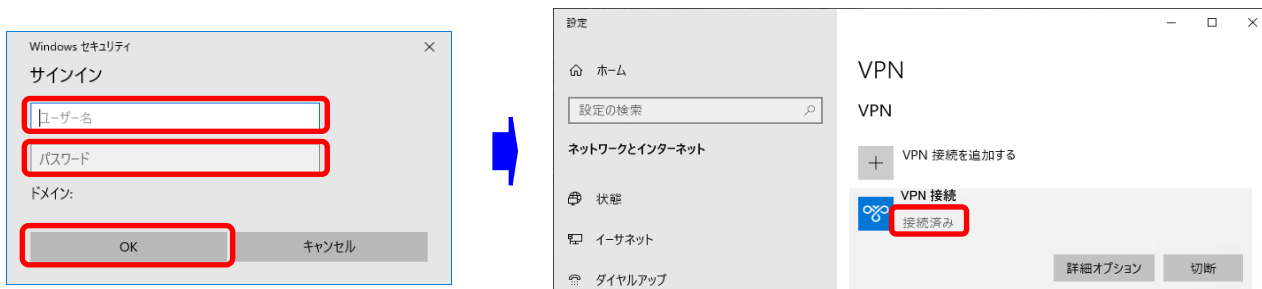 Windows セキュリティ
サインイン
ユーザー名
パスワード
ドメイン:
OK
キャンセル
設定
ホーム
設定の検索
ネットワークとインターネット
状態
イーサネット
ダイヤルアップ
VPN
VPN
VPN 接続を追加する
VPN 接続
接続済み
詳細オプション
切断